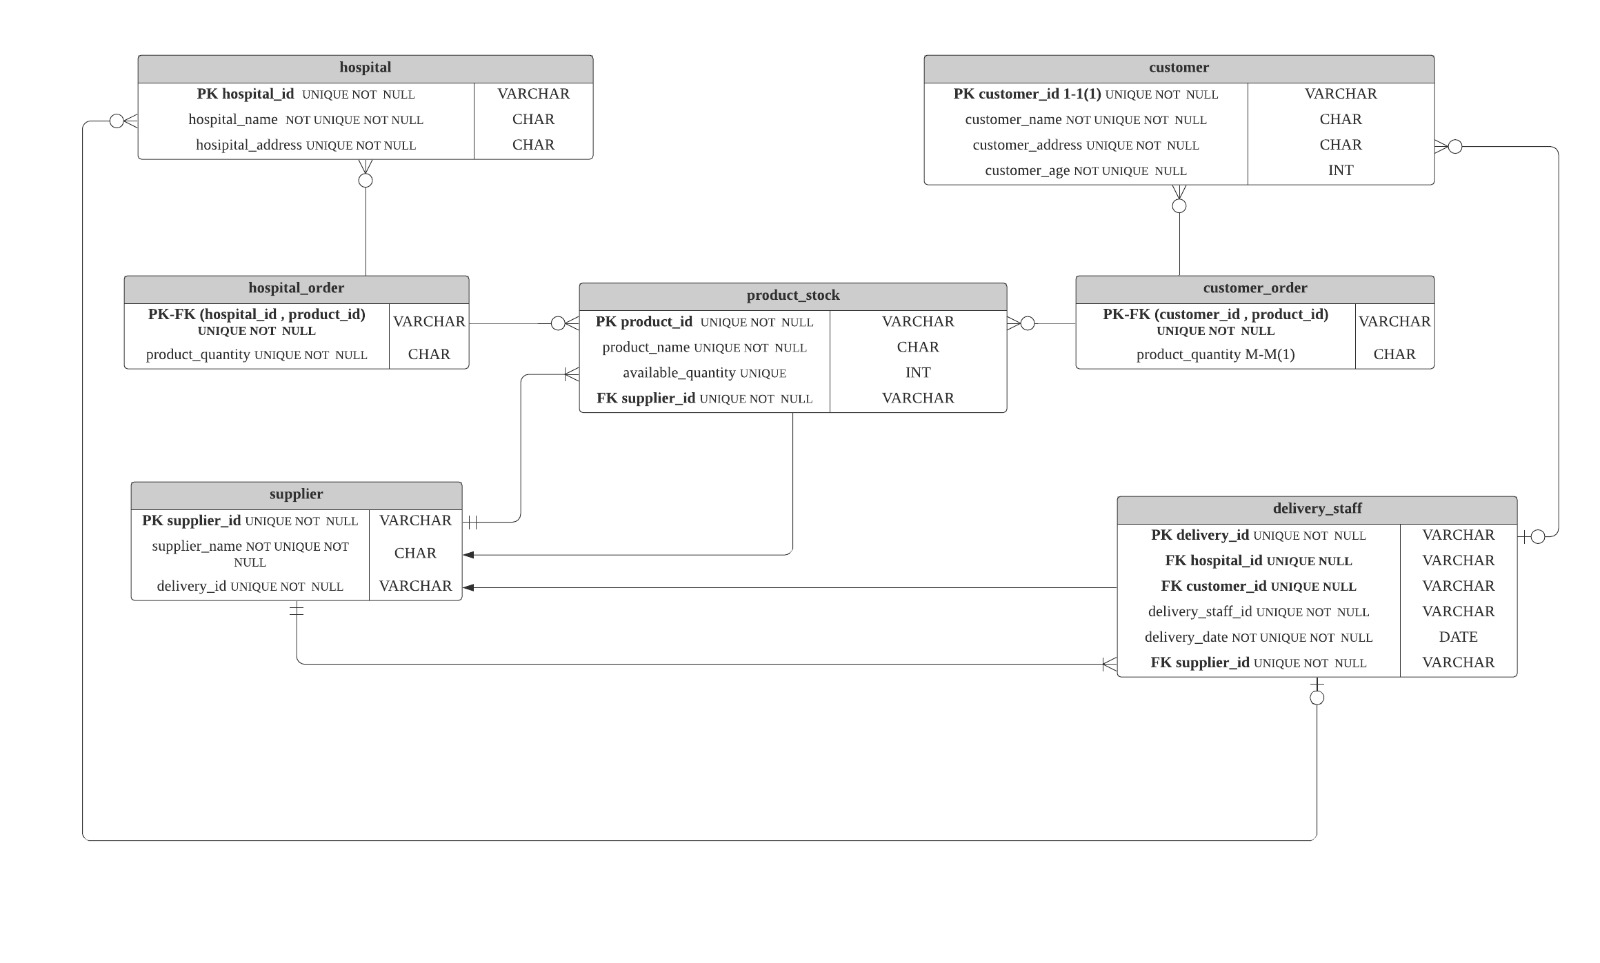 hospital
PK hospital_id UNIQUE NOT NULL VARCHAR
hospital_name NOT UNIQUE NOT NULL CHAR
hosipital_address UNIQUE NOT NULL CHAR
customer
PK customer_id 1-1(1) UNIQUE NOT NULL VARCHAR
customer_name NOT UNIQUE NOT NULL CHAR
customer_address UNIQUE NOT NULL CHAR
customer_age NOT UNIQUE NULL INT
hospital_order
PK-FK (hospital_id , product_id)
UNIQUE NOT NULL
VARCHAR
product_quantity UNIQUE NOT NULL CHAR
product_stock
PK product_id UNIQUE NOT NULL VARCHAR
product_name UNIQUE NOT NULL CHAR
available_quantity UNIQUE INT
FK supplier_id UNIQUE NOT NULL VARCHAR
customer_order
PK-FK (customer_id , product_id)
UNIQUE NOT NULL
VARCHAR
product_quantity M-M(1) CHAR
supplier
PK supplier_id UNIQUE NOT NULL VARCHAR
supplier_name NOT UNIQUE NOT
NULL
CHAR
delivery_id UNIQUE NOT NULL VARCHAR
delivery_staff
PK delivery_id UNIQUE NOT NULL VARCHAR
FK hospital_id UNIQUE NULL VARCHAR
FK customer_id UNIQUE NULL VARCHAR
delivery_staff_id UNIQUE NOT NULL VARCHAR
delivery_date NOT UNIQUE NOT NULL DATE
FK supplier_id UNIQUE NOT NULL VARCHAR